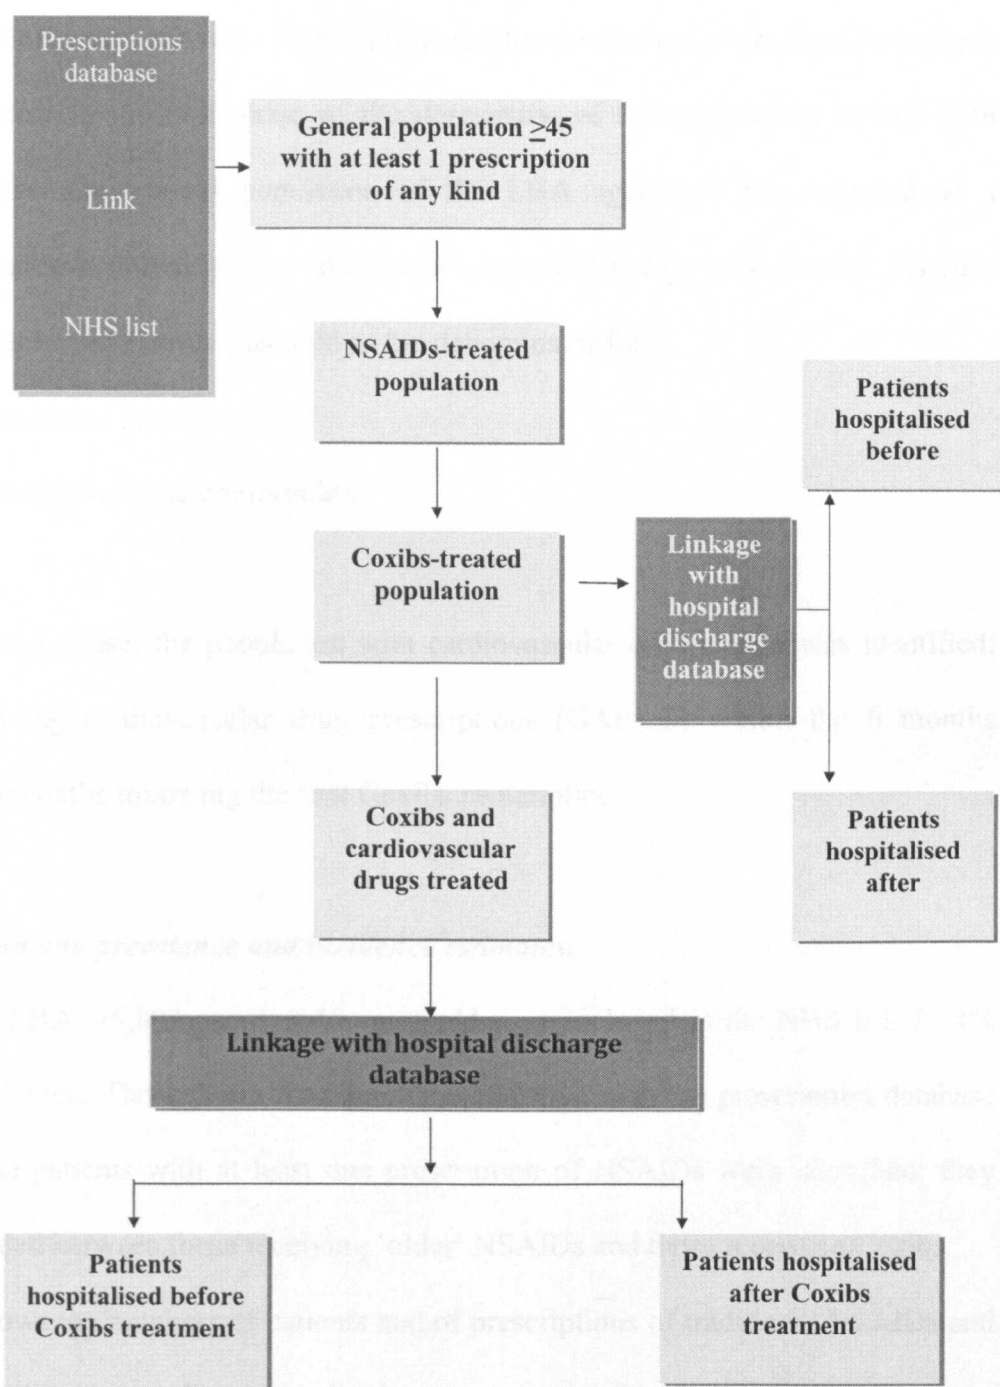 Prescriptions
database
Link
NHS list
General population ≥45
with at least 1 prescription
of any kind
NSAIDs-treated
population
Patients
hospitalised
before
Coxibs-treated
population
Linkage
with
hospital
discharge
database
Coxibs and
cardiovascular
drugs treated
Patients
hospitalised
after
Linkage with hospital discharge
database
Patients
hospitalised before
Coxibs treatment
Patients hospitalised
after Coxibs
treatment